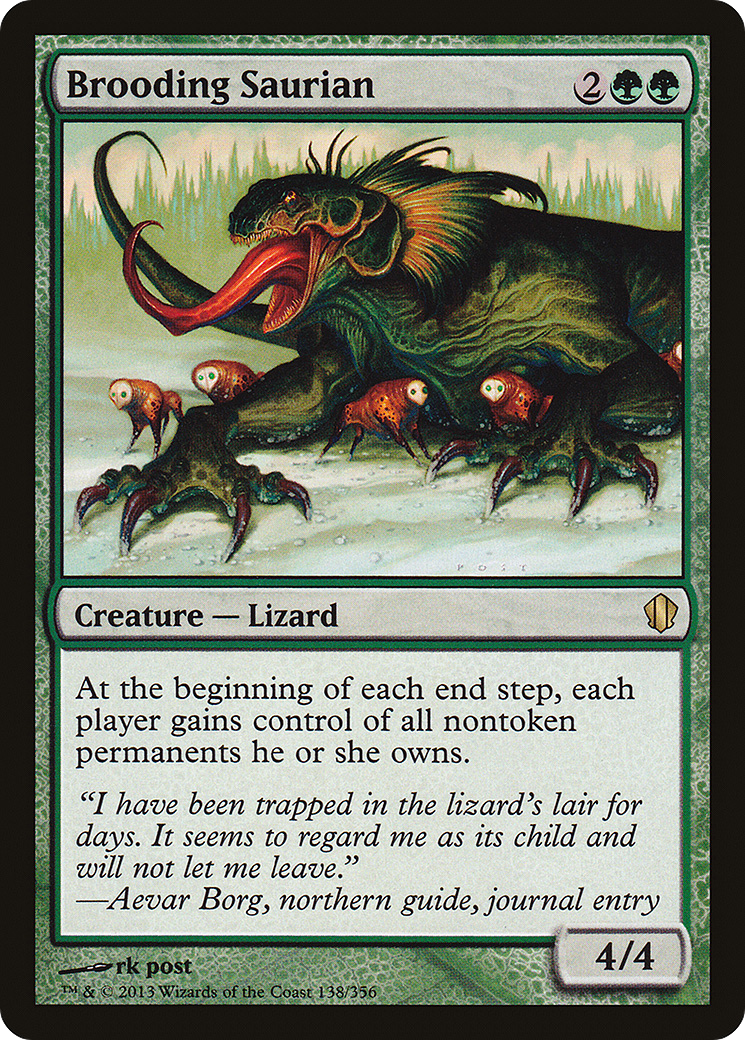 Brooding Saurian 2
POST
Creature — Lizard
At the beginning of each end step, each
player gains control of all nontoken
permanents he or she owns.
“I have been trapped in the lizard’s lair for
days. It seems to regard me as its child and
will not let me leave.”
—Aevar Borg, northern guide, journal entry
4/4
rk post
™ & © 2013 Wizards of the Coast 138/356